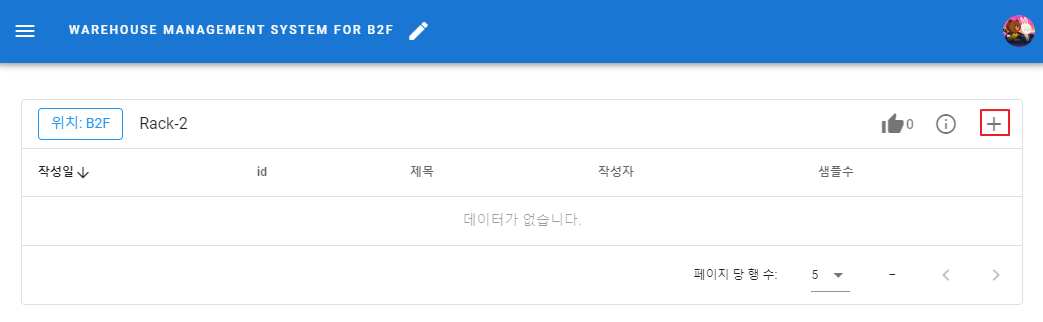 WAREHOUSE MANAGEMENT SYSTEM FOR B2F
위치: B2F Rack-2 0
작성일 id 제목 작성자 샘플수
데이터가 없습니다.
페이지 당 행 수: 5 –